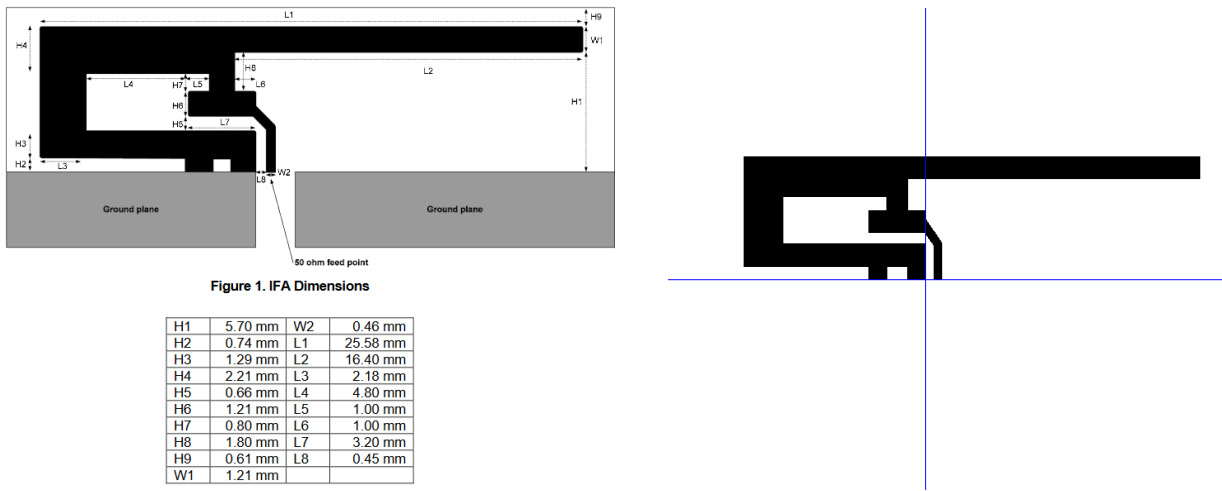 L1
H9
H4
W1
H8
L2
L4
H7
L5
L6
H1
H6
H5
L7
H3
H2
L3
L8
W2
Ground plane
Ground plane
50 ohm feed point
Figure 1. IFA Dimensions
H1 5.70 mm W2 0.46 mm
H2 0.74 mm L1 25.58 mm
H3 1.29 mm L2 16.40 mm
H4 2.21 mm L3 2.18 mm
H5 0.66 mm L4 4.80 mm
H6 1.21 mm L5 1.00 mm
H7 0.80 mm L6 1.00 mm
H8 1.80 mm L7 3.20 mm
H9 0.61 mm L8 0.45 mm
W1 1.21 mm